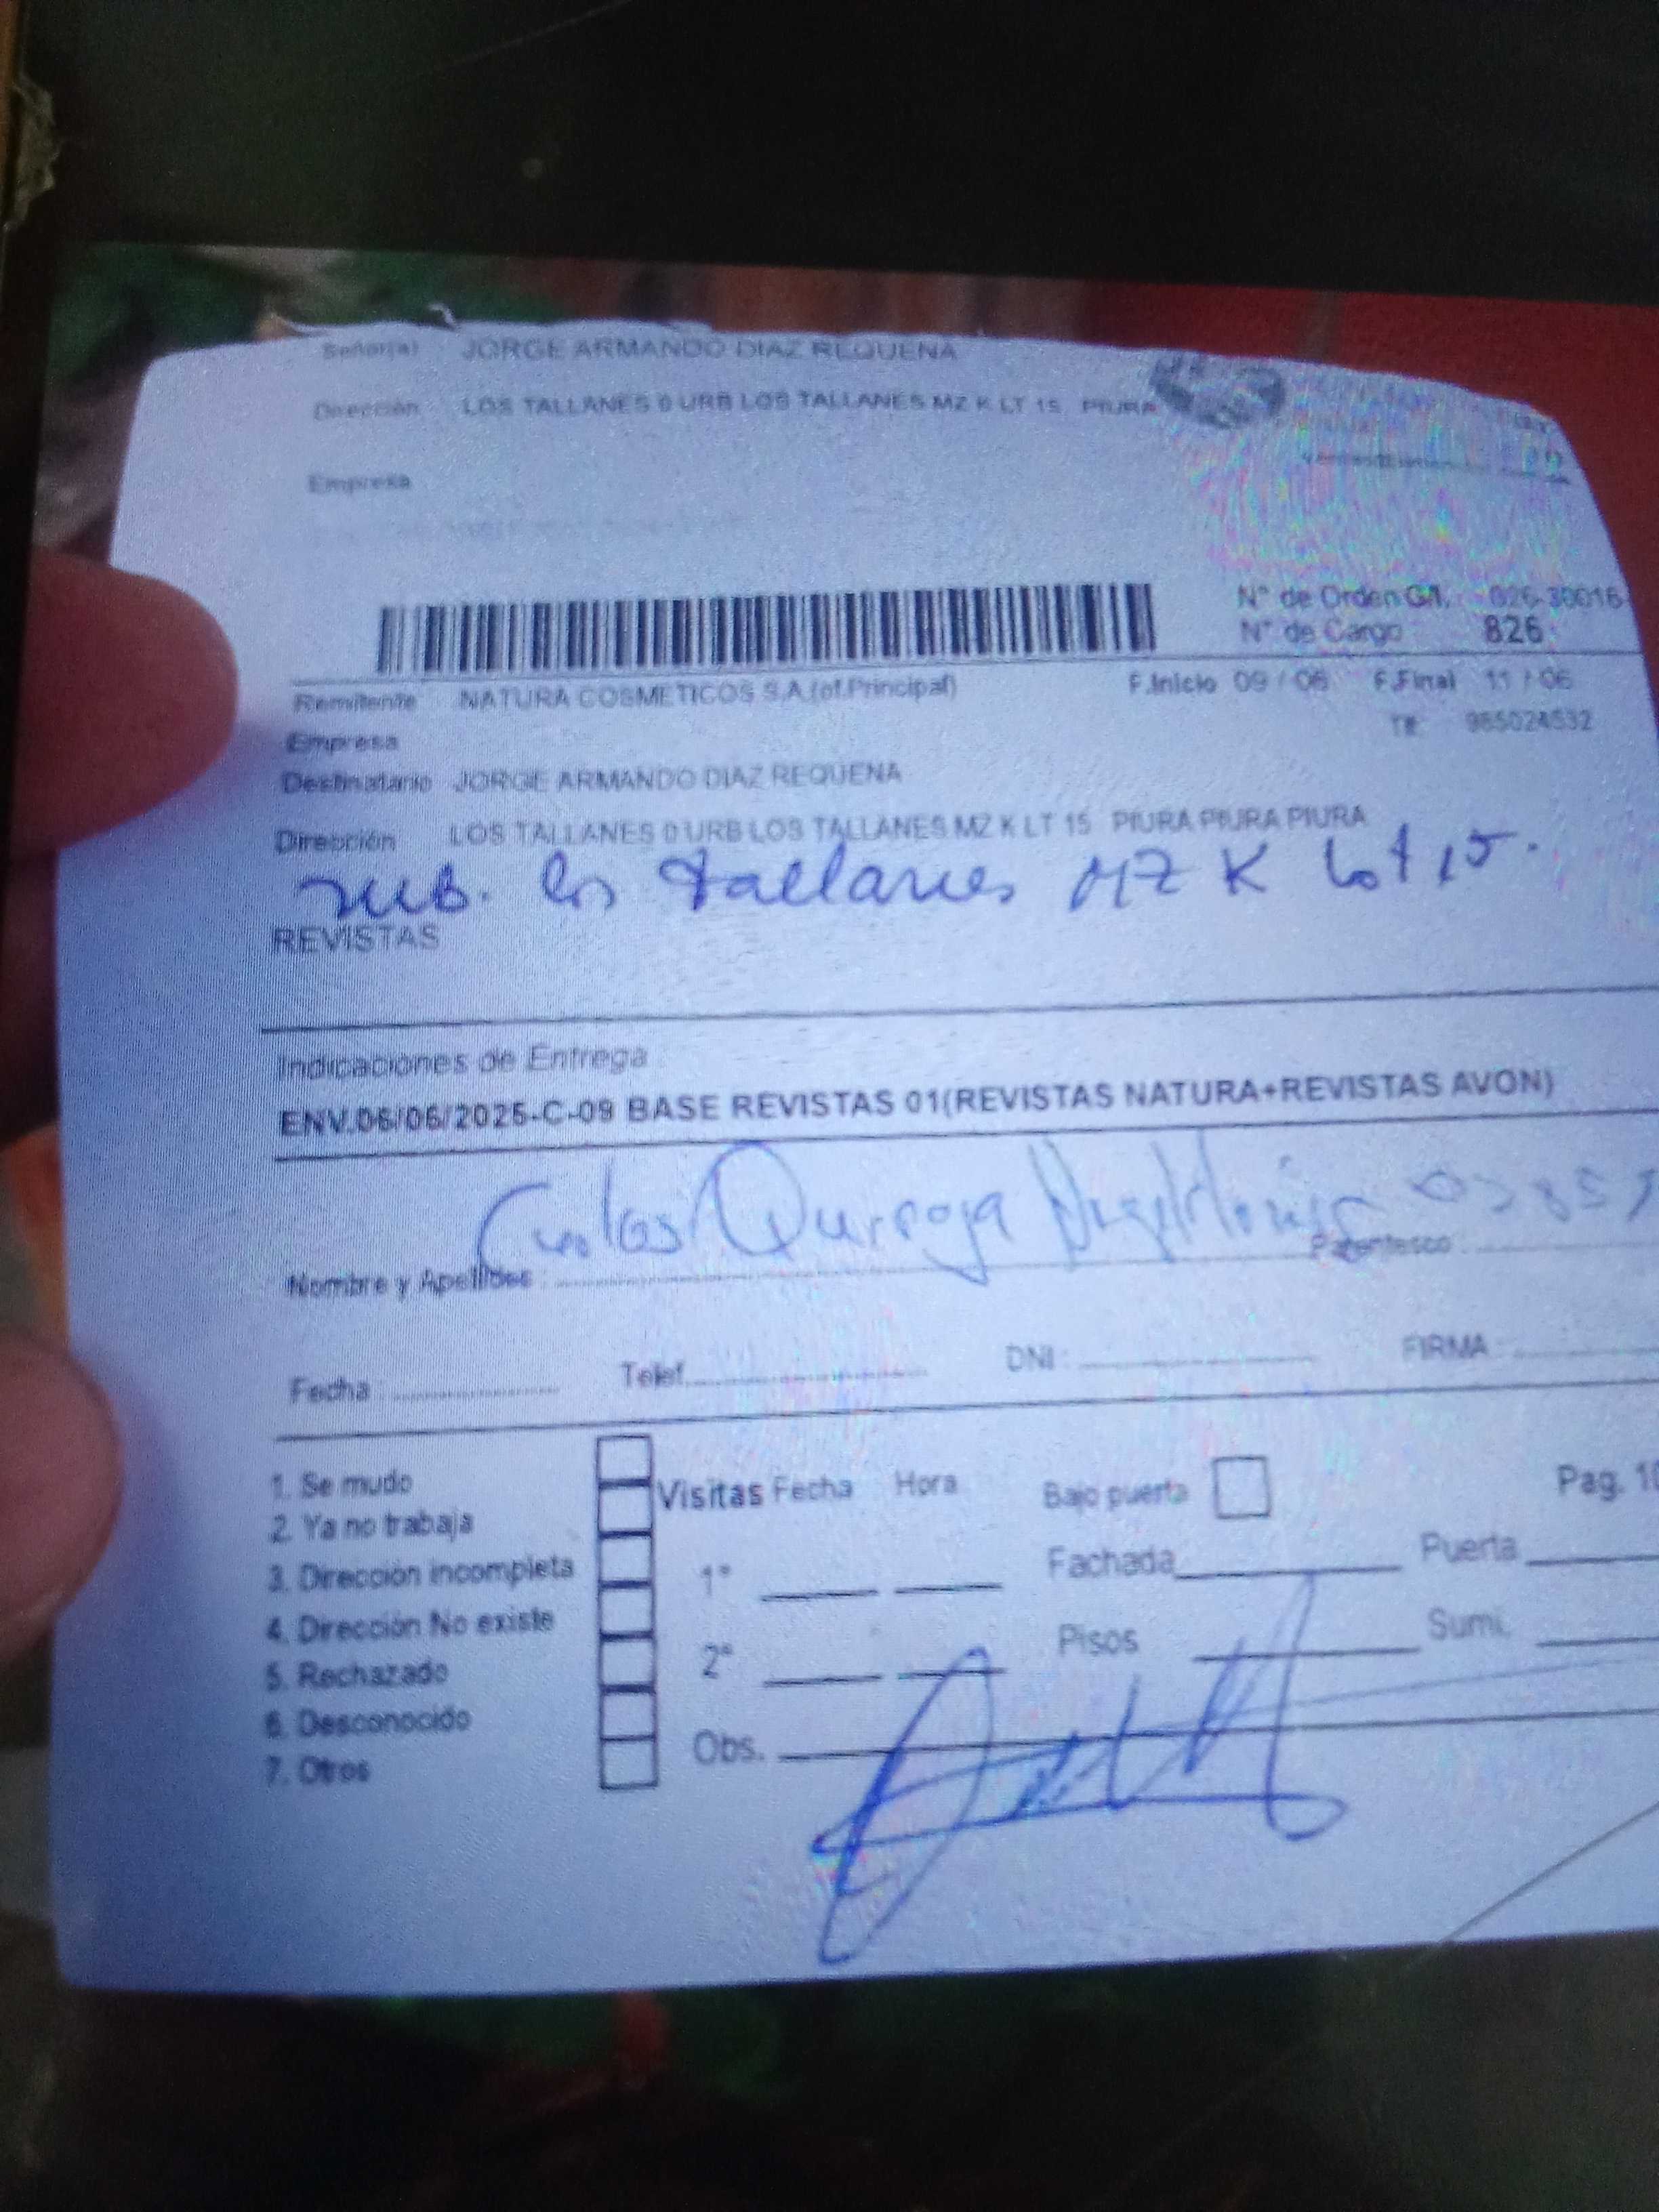 Señor(a) JORGE ARMANDO DIAZ REQUENA
Dirección LOS TALLANES 0 URB LOS TALLANES MZ K LT 15 PIURA
Empresa
N° de Orden G/I. 026-30016
N° de Cargo 826
Remitente NATURA COSMETICOS S.A.(of.Principal) F.Inicio 09 / 06 F.Final 11 / 06
Empresa Tlf. 985024532
Destinatario JORGE ARMANDO DIAZ REQUENA
Dirección LOS TALLANES 0 URB LOS TALLANES MZ K LT 15 PIURA PIURA PIURA
urb. los tallanes MZ K lot 15.
REVISTAS
Indicaciones de Entrega :
ENV.06/06/2025-C-09 BASE REVISTAS 01(REVISTAS NATURA+REVISTAS AVON)
Carlos Quiroga
Nombre y Apellidos : Parentesco :
Fecha : Telef. DNI : FIRMA :
1. Se mudo
2. Ya no trabaja
3. Dirección incompleta
4. Dirección No existe
5. Rechazado
6. Desconocido
7. Otros
Visitas Fecha Hora Bajo puerta Pag. 10
1° Fachada Puerta
2° Pisos Sumi.
Obs.